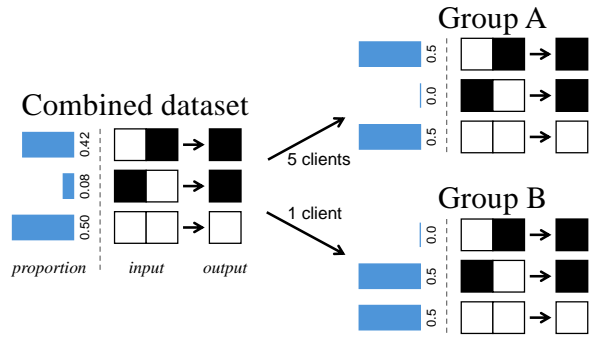 Combined dataset
0.42
0.08
0.50
proportion
input
output
5 clients
1 client
Group A
0.5
0.0
0.5
Group B
0.0
0.5
0.5